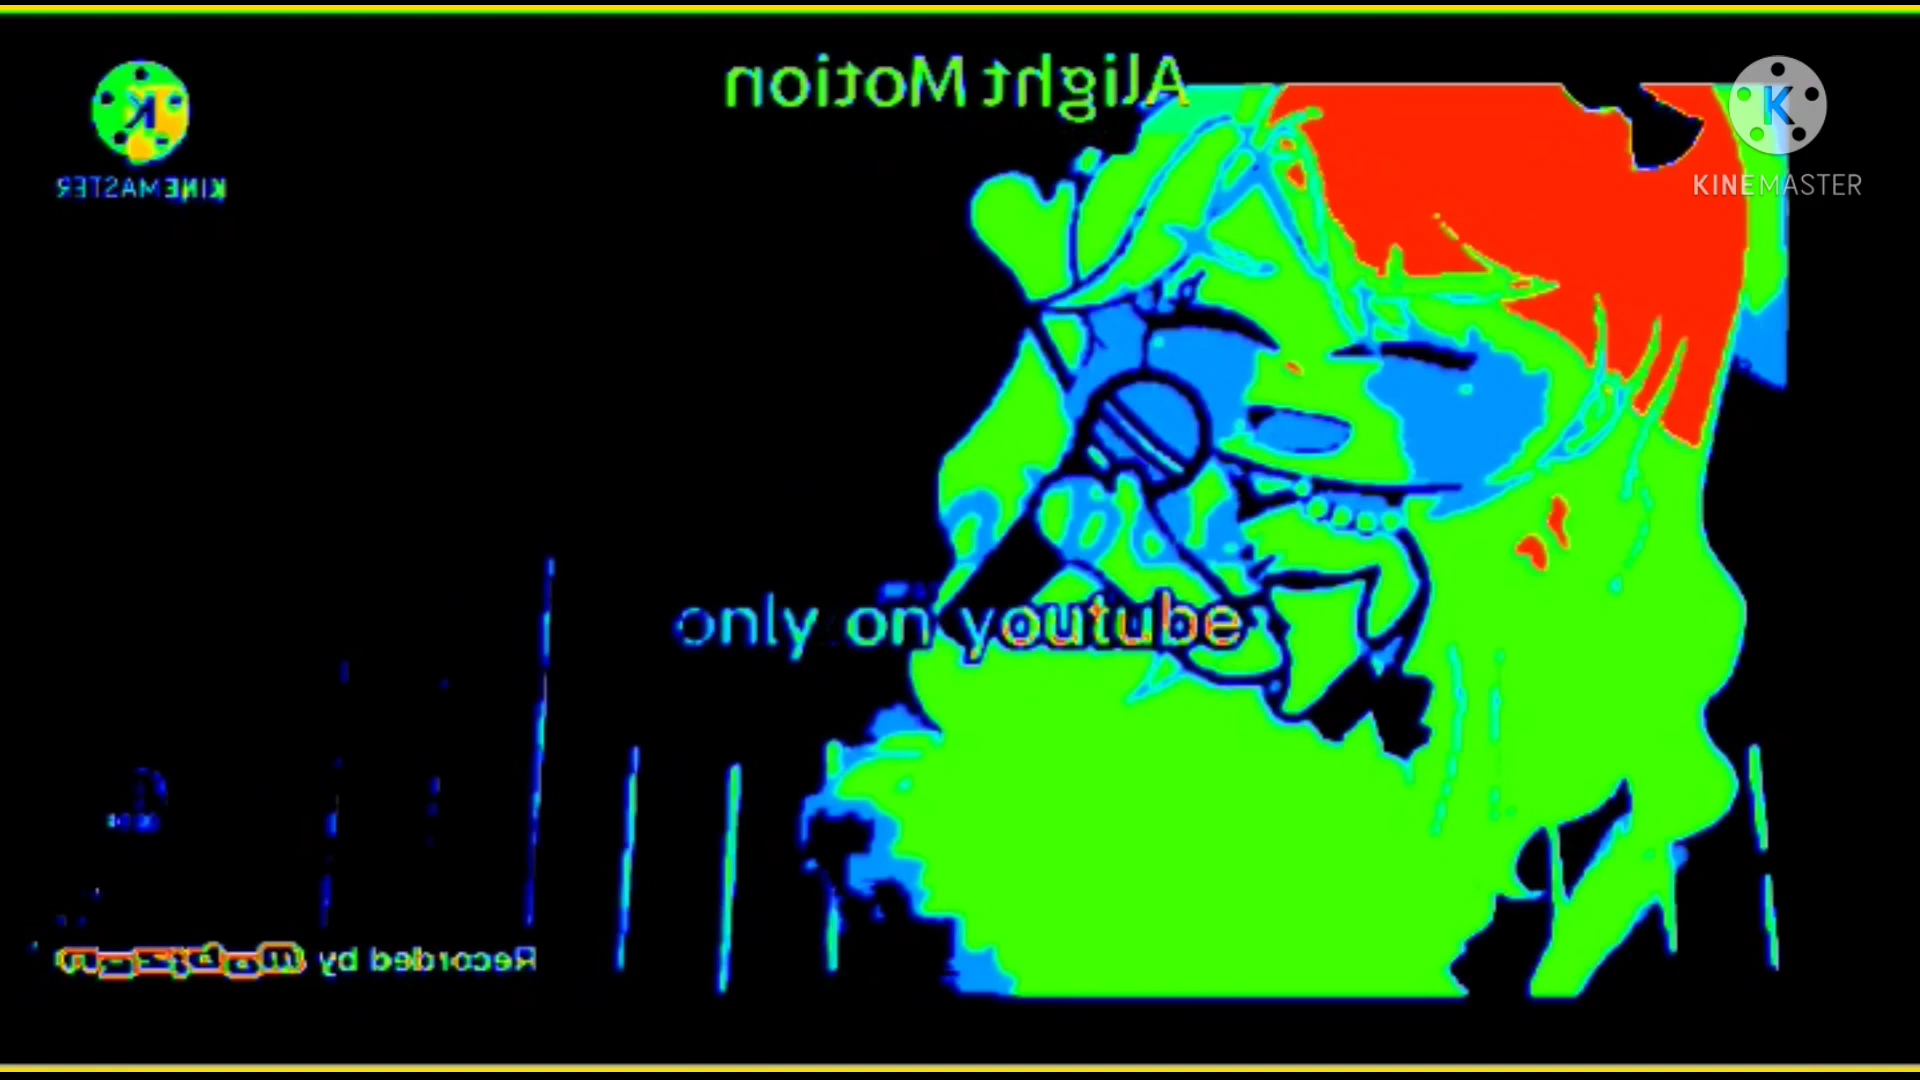 Alight Motion
KINEMASTER
KINEMASTER
only on youtube
Recorded by